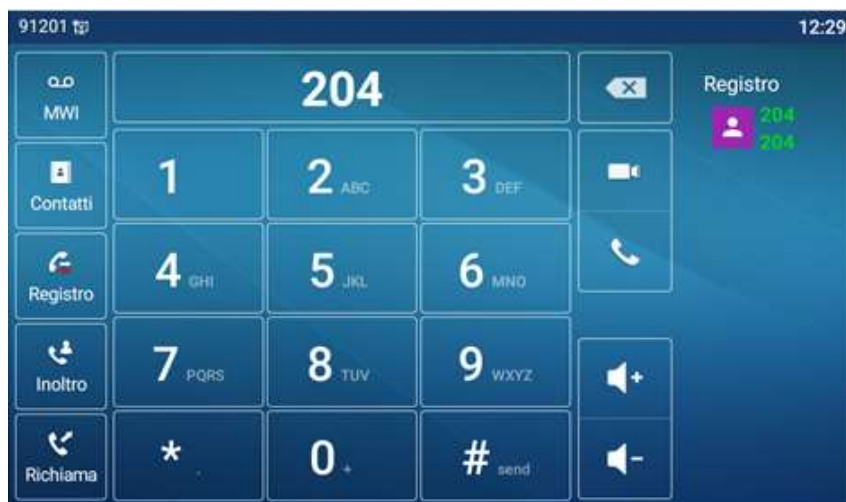 91201
12:29
MWI
204
Registro
204
204
Contatti
1
2 ABC
3 DEF
Registro
4 GHI
5 JKL
6 MNO
Inoltro
7 PQRS
8 TUV
9 WXYZ
+
Richiama
* .
0 +
# send
-